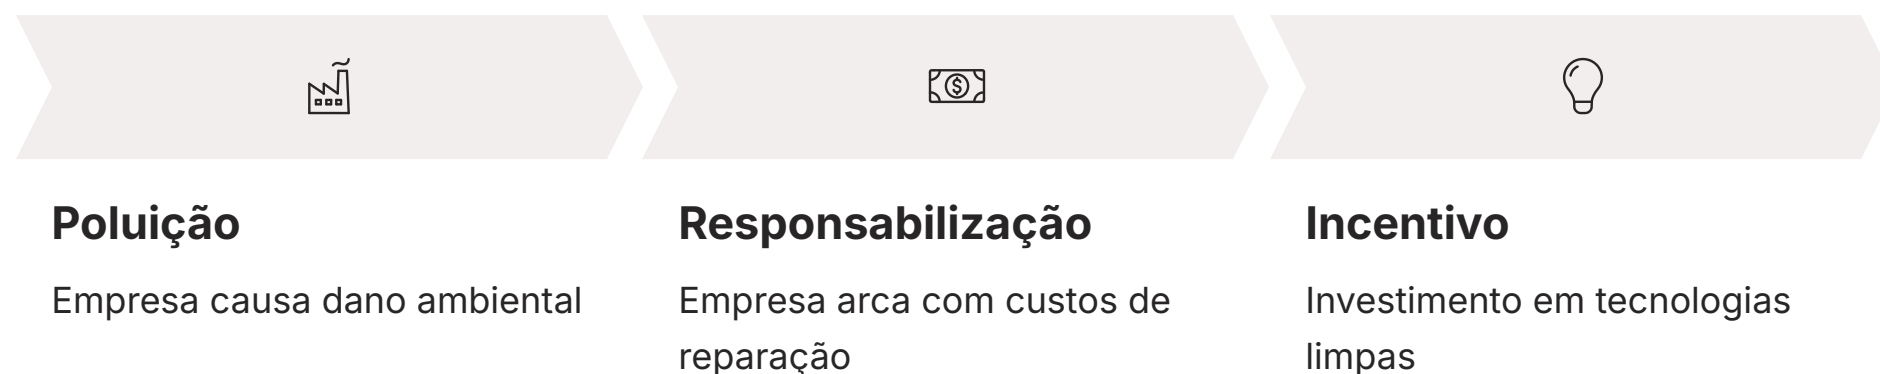 Poluição
Empresa causa dano ambiental
Responsabilização
Empresa arca com custos de
reparação
Incentivo
Investimento em tecnologias
limpas